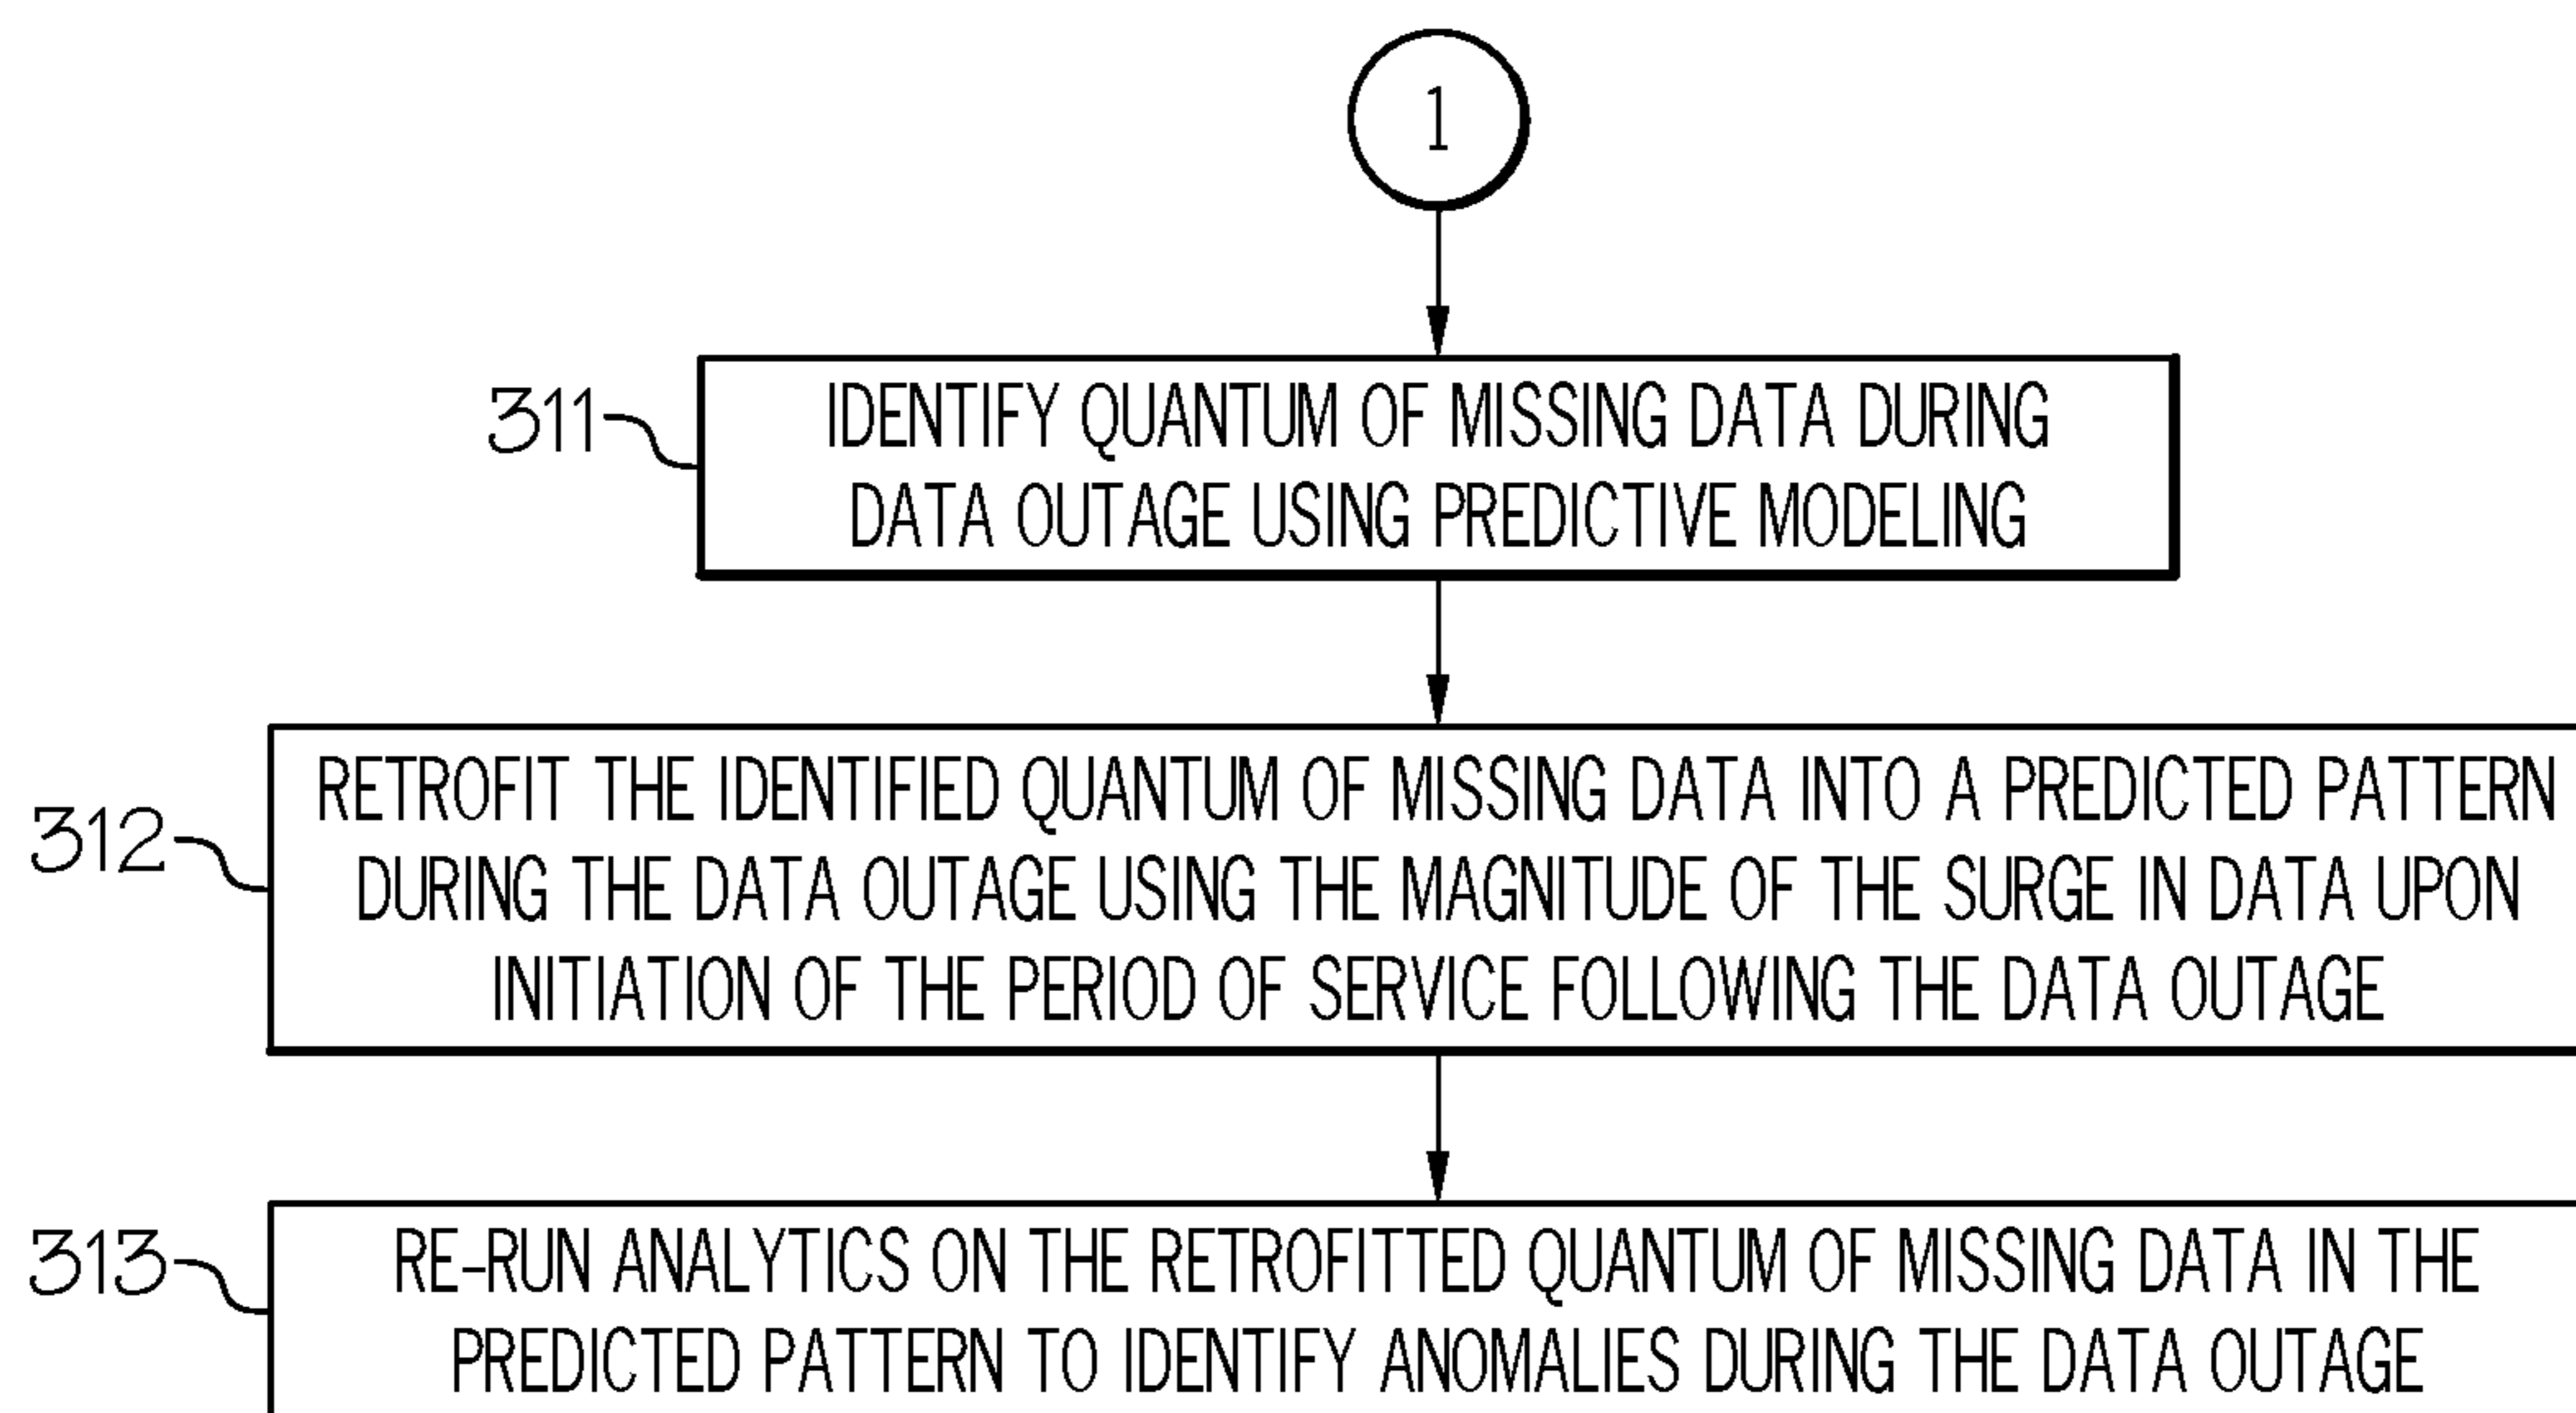 1
311
IDENTIFY QUANTUM OF MISSING DATA DURING
DATA OUTAGE USING PREDICTIVE MODELING
312
RETROFIT THE IDENTIFIED QUANTUM OF MISSING DATA INTO A PREDICTED PATTERN
DURING THE DATA OUTAGE USING THE MAGNITUDE OF THE SURGE IN DATA UPON
INITIATION OF THE PERIOD OF SERVICE FOLLOWING THE DATA OUTAGE
313
RE-RUN ANALYTICS ON THE RETROFITTED QUANTUM OF MISSING DATA IN THE
PREDICTED PATTERN TO IDENTIFY ANOMALIES DURING THE DATA OUTAGE